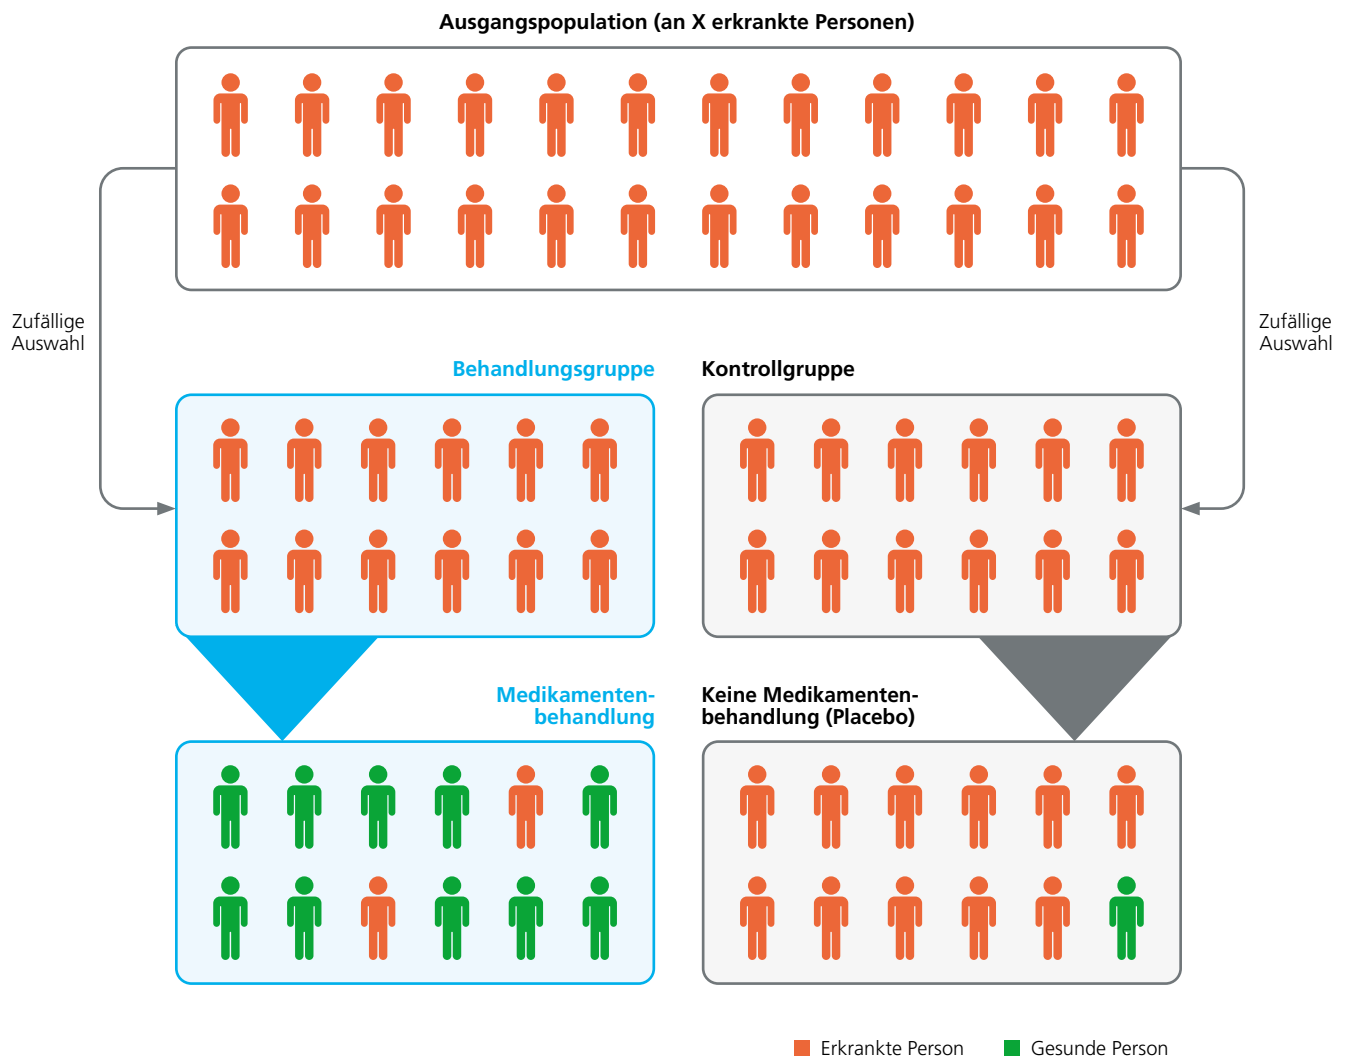 Ausgangspopulation (an X erkrankte Personen)
Zufällige
Auswahl
Zufällige
Auswahl
Behandlungsgruppe
Kontrollgruppe
Medikamenten-
behandlung
Keine Medikamenten-
behandlung (Placebo)
Erkrankte Person
Gesunde Person